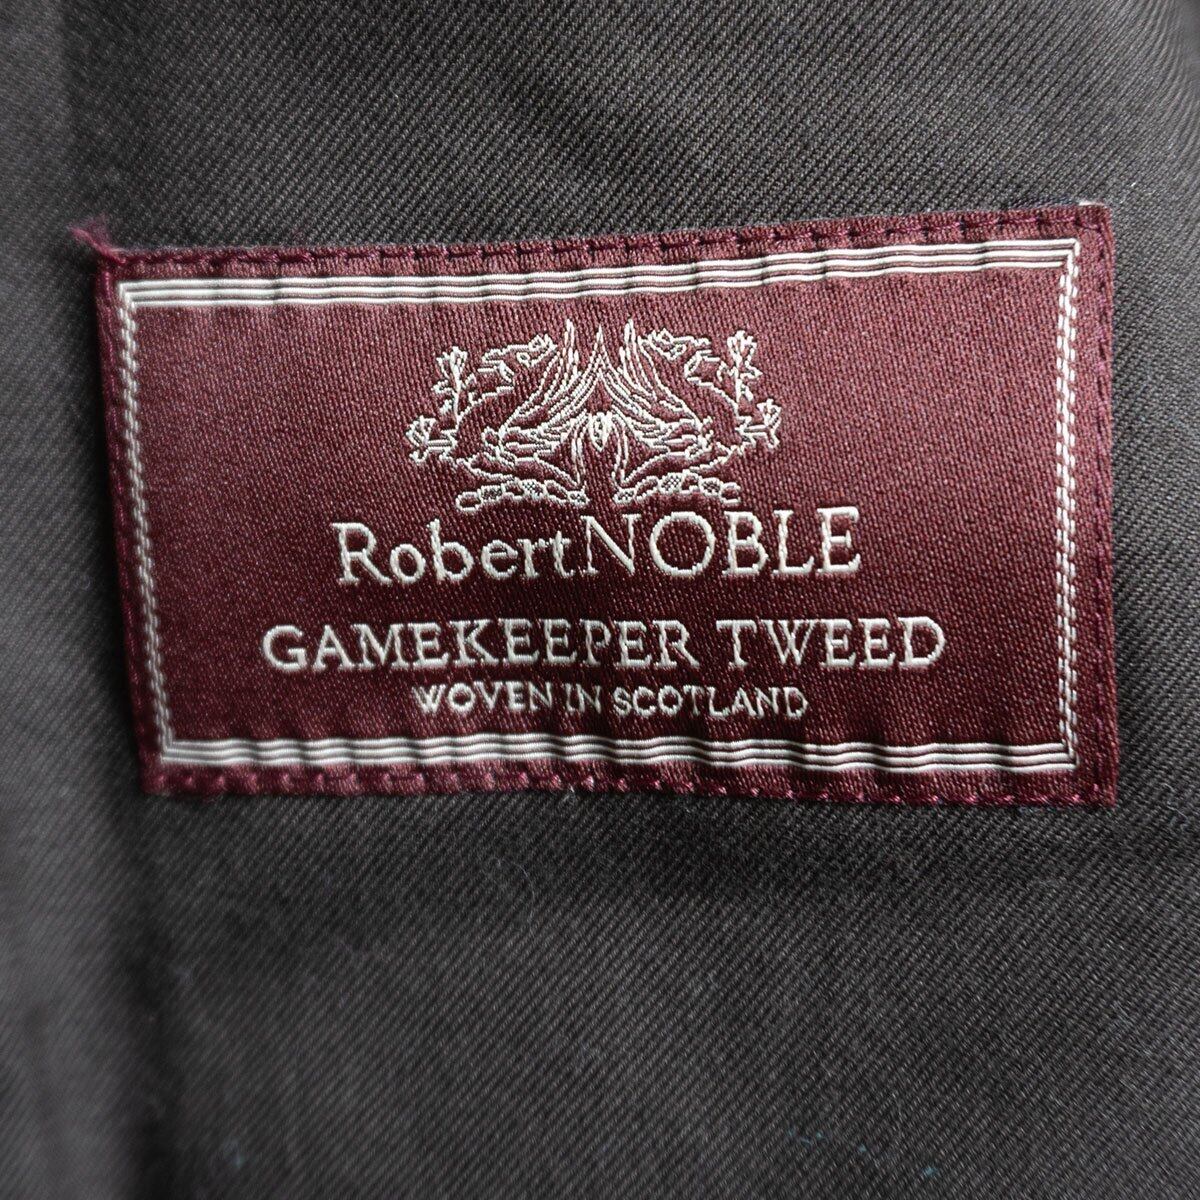 RobertNOBLE
GAMEKEEPER TWEED
WOVEN IN SCOTLAND